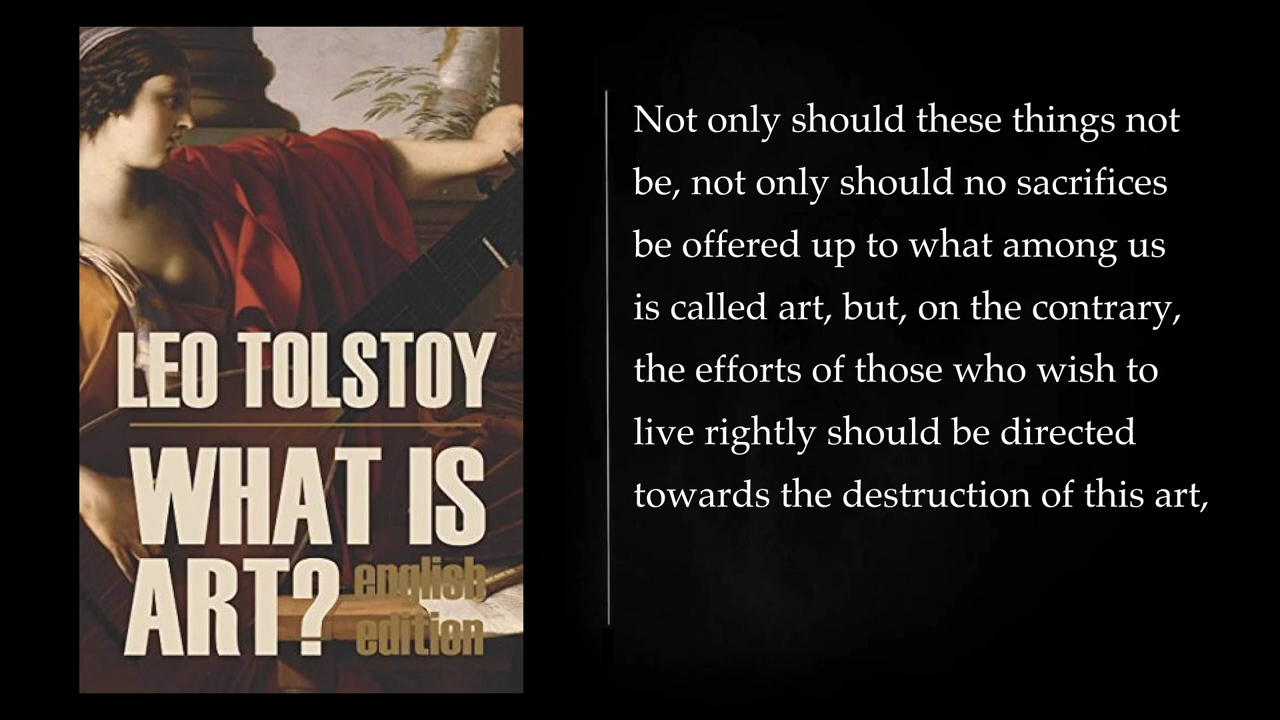 LEO TOLSTOY
WHAT IS
ART?
english
edition
Not only should these things not
be, not only should no sacrifices
be offered up to what among us
is called art, but, on the contrary,
the efforts of those who wish to
live rightly should be directed
towards the destruction of this art,